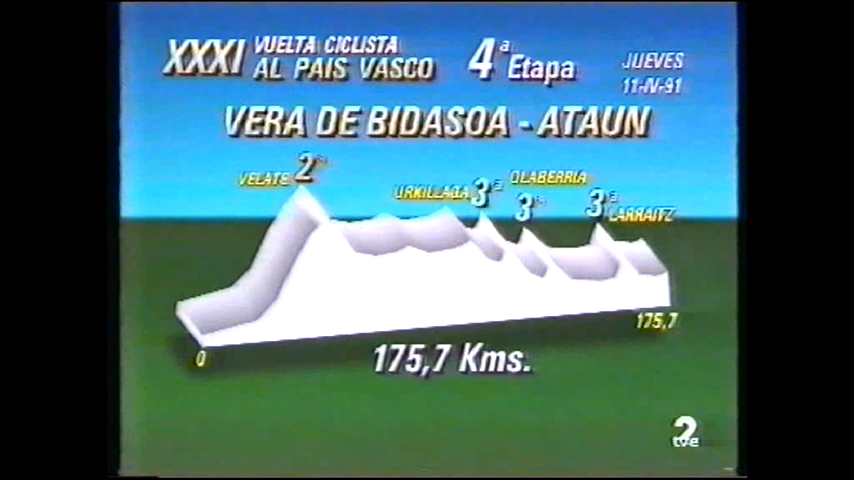 XXXI VUELTA CICLISTA
AL PAIS VASCO
4ª Etapa
JUEVES
11-IV-91
VERA DE BIDASOA - ATAUN
VELATE 2ª
URKILLAGA 3ª
OLABERRIA
3ª
3ª
LARRAITZ
0
175,7
175,7 Kms.
2
tve